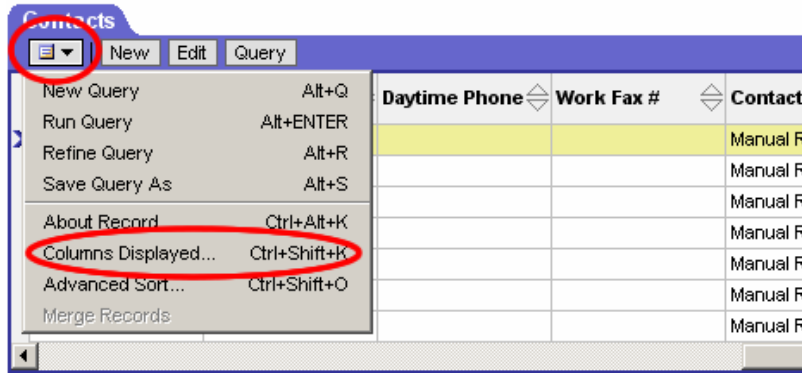 Contacts
New Edit Query
Daytime Phone Work Fax # Contact
New Query Alt+Q
Run Query Alt+ENTER
Refine Query Alt+R
Save Query As Alt+S
About Record Ctrl+Alt+K
Columns Displayed... Ctrl+Shift+K
Advanced Sort... Ctrl+Shift+O
Merge Records
Manual R
Manual R
Manual R
Manual R
Manual R
Manual R
Manual R